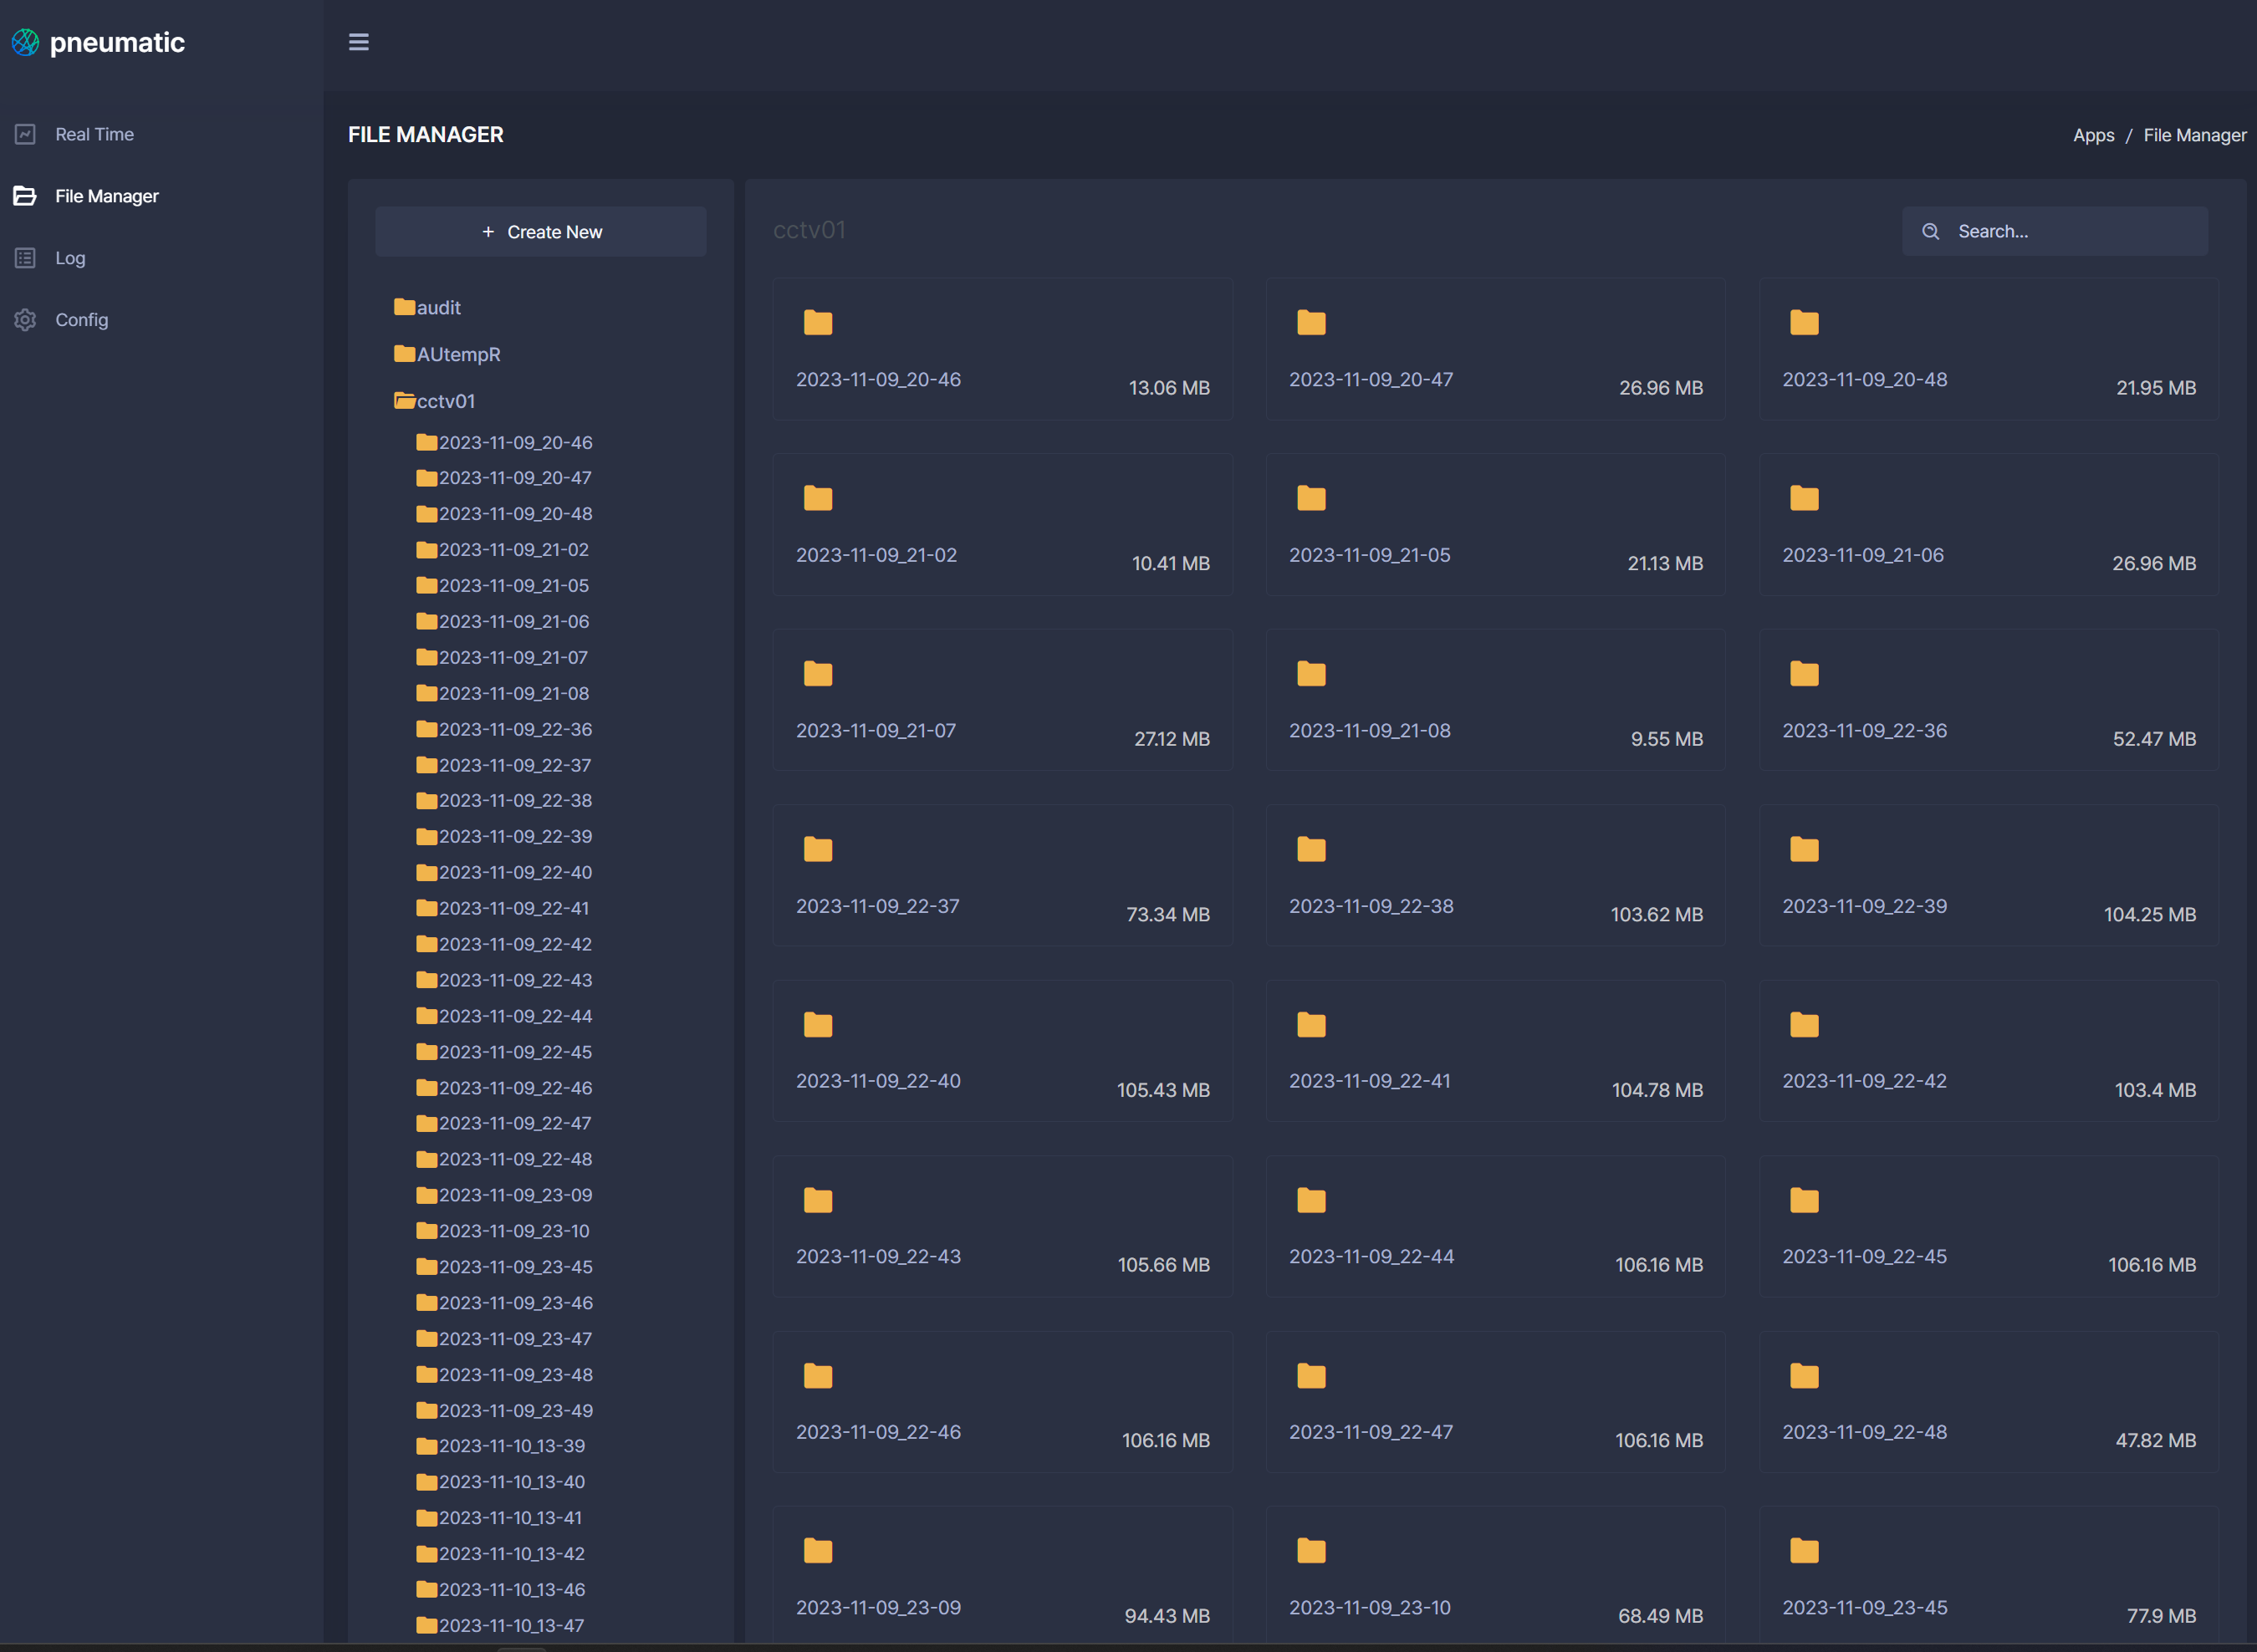 pneumatic
Real Time
File Manager
Log
Config
FILE MANAGER
Apps / File Manager
+ Create New
audit
AUtempR
cctv01
2023-11-09_20-46
2023-11-09_20-47
2023-11-09_20-48
2023-11-09_21-02
2023-11-09_21-05
2023-11-09_21-06
2023-11-09_21-07
2023-11-09_21-08
2023-11-09_22-36
2023-11-09_22-37
2023-11-09_22-38
2023-11-09_22-39
2023-11-09_22-40
2023-11-09_22-41
2023-11-09_22-42
2023-11-09_22-43
2023-11-09_22-44
2023-11-09_22-45
2023-11-09_22-46
2023-11-09_22-47
2023-11-09_22-48
2023-11-09_23-09
2023-11-09_23-10
2023-11-09_23-45
2023-11-09_23-46
2023-11-09_23-47
2023-11-09_23-48
2023-11-09_23-49
2023-11-10_13-39
2023-11-10_13-40
2023-11-10_13-41
2023-11-10_13-42
2023-11-10_13-46
2023-11-10_13-47
cctv01
Search...
2023-11-09_20-46 13.06 MB
2023-11-09_20-47 26.96 MB
2023-11-09_20-48 21.95 MB
2023-11-09_21-02 10.41 MB
2023-11-09_21-05 21.13 MB
2023-11-09_21-06 26.96 MB
2023-11-09_21-07 27.12 MB
2023-11-09_21-08 9.55 MB
2023-11-09_22-36 52.47 MB
2023-11-09_22-37 73.34 MB
2023-11-09_22-38 103.62 MB
2023-11-09_22-39 104.25 MB
2023-11-09_22-40 105.43 MB
2023-11-09_22-41 104.78 MB
2023-11-09_22-42 103.4 MB
2023-11-09_22-43 105.66 MB
2023-11-09_22-44 106.16 MB
2023-11-09_22-45 106.16 MB
2023-11-09_22-46 106.16 MB
2023-11-09_22-47 106.16 MB
2023-11-09_22-48 47.82 MB
2023-11-09_23-09 94.43 MB
2023-11-09_23-10 68.49 MB
2023-11-09_23-45 77.9 MB